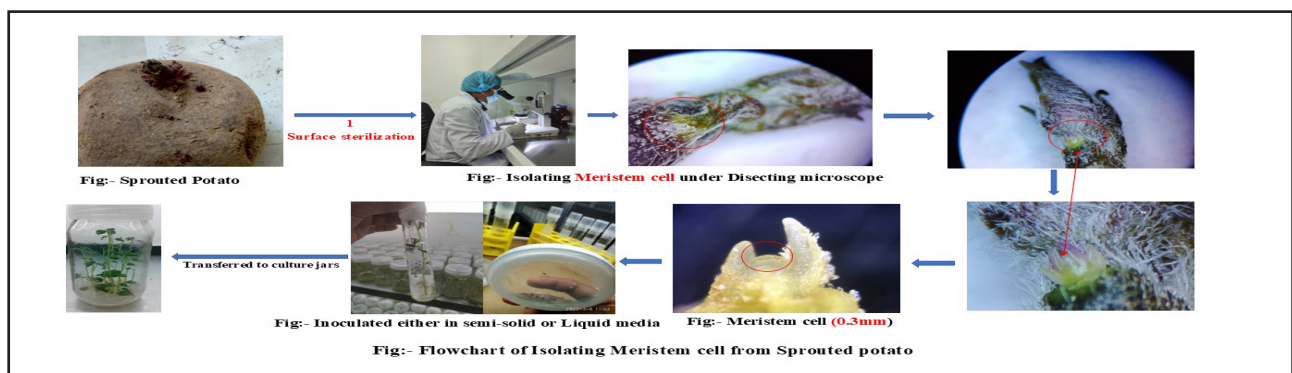 1
Surface sterilization
Fig:- Sprouted Potato
Fig:- Isolating Meristem cell under Disecting microscope
Transferred to culture jars
Fig:- Inoculated either in semi-solid or Liquid media
Fig:- Meristem cell (0.3mm)
Fig:- Flowchart of Isolating Meristem cell from Sprouted potato